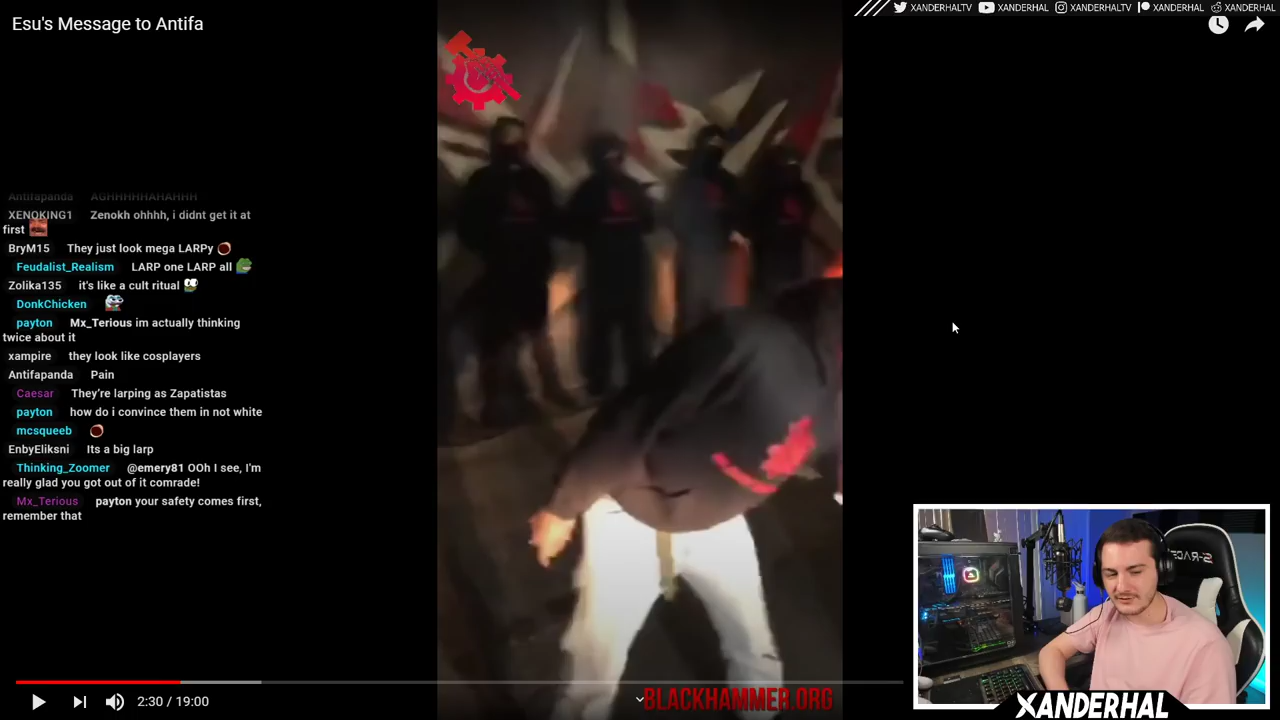 Esu's Message to Antifa
XANDERHALTV XANDERHAL XANDERHALTV XANDERHAL XANDERHAL
Antifapanda AGHHHHHAHAHHH
XENOKING1 Zenokh ohhhh, i didnt get it at
first
BryM15 They just look mega LARPy
Feudalist_Realism LARP one LARP all
Zolika135 it's like a cult ritual
DonkChicken
payton Mx_Terious im actually thinking
twice about it
xampire they look like cosplayers
Antifapanda Pain
Caesar They're larping as Zapatistas
payton how do i convince them in not white
mcsqueeb
EnbyEliksni Its a big larp
Thinking_Zoomer @emery81 OOh I see, I'm
really glad you got out of it comrade!
Mx_Terious payton your safety comes first,
remember that
S-RACER
2:30 / 19:00
BLACKHAMMER.ORG
XANDERHAL